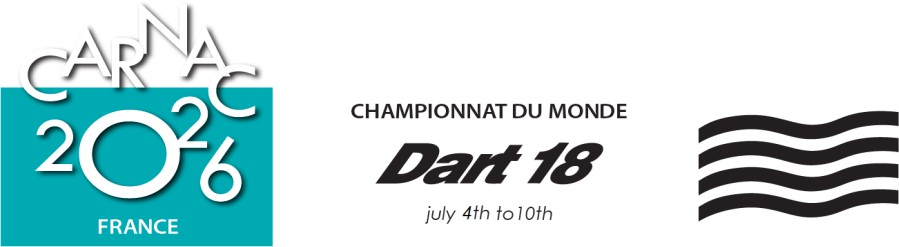 CARNAC
2026
FRANCE
CHAMPIONNAT DU MONDE
Dart 18
july 4th to10th